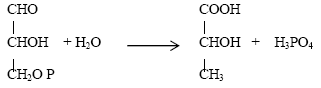 CHO COOH
|  |
CHOH + H₂O ⟶ CHOH + H₃PO₄
|  |
CH₂O P CH₃